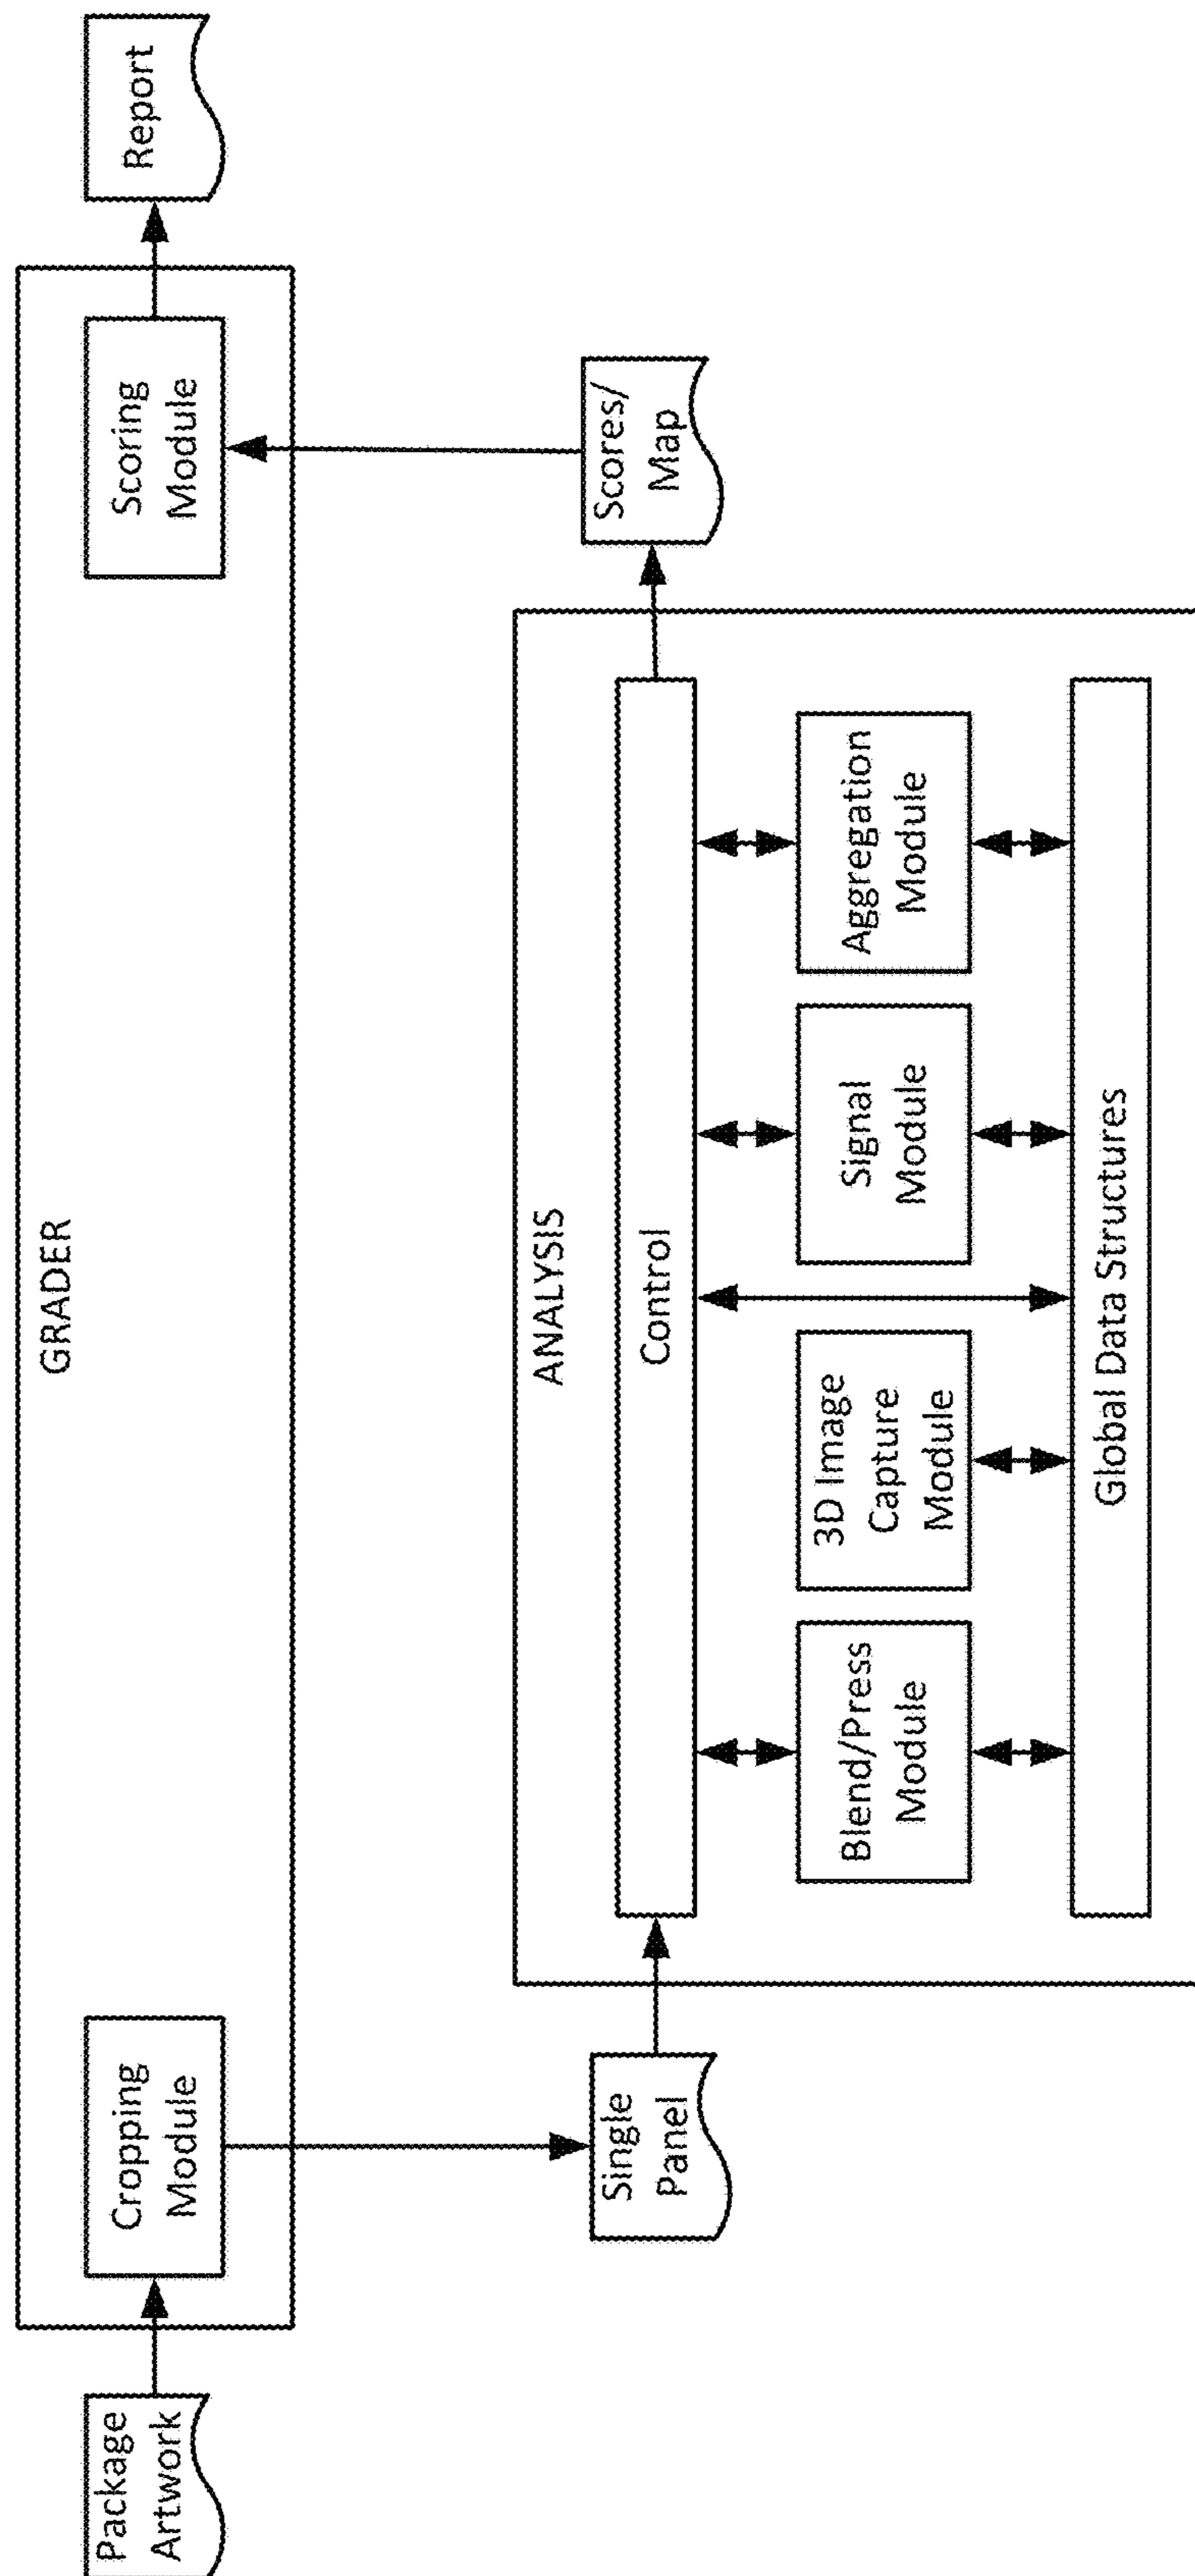 GRADER
Package
Artwork
Cropping
Module
Scoring
Module
Report
Single
Panel
ANALYSIS
Control
Scores/
Map
Blend/Press
Module
3D Image
Capture
Module
Signal
Module
Aggregation
Module
Global Data Structures